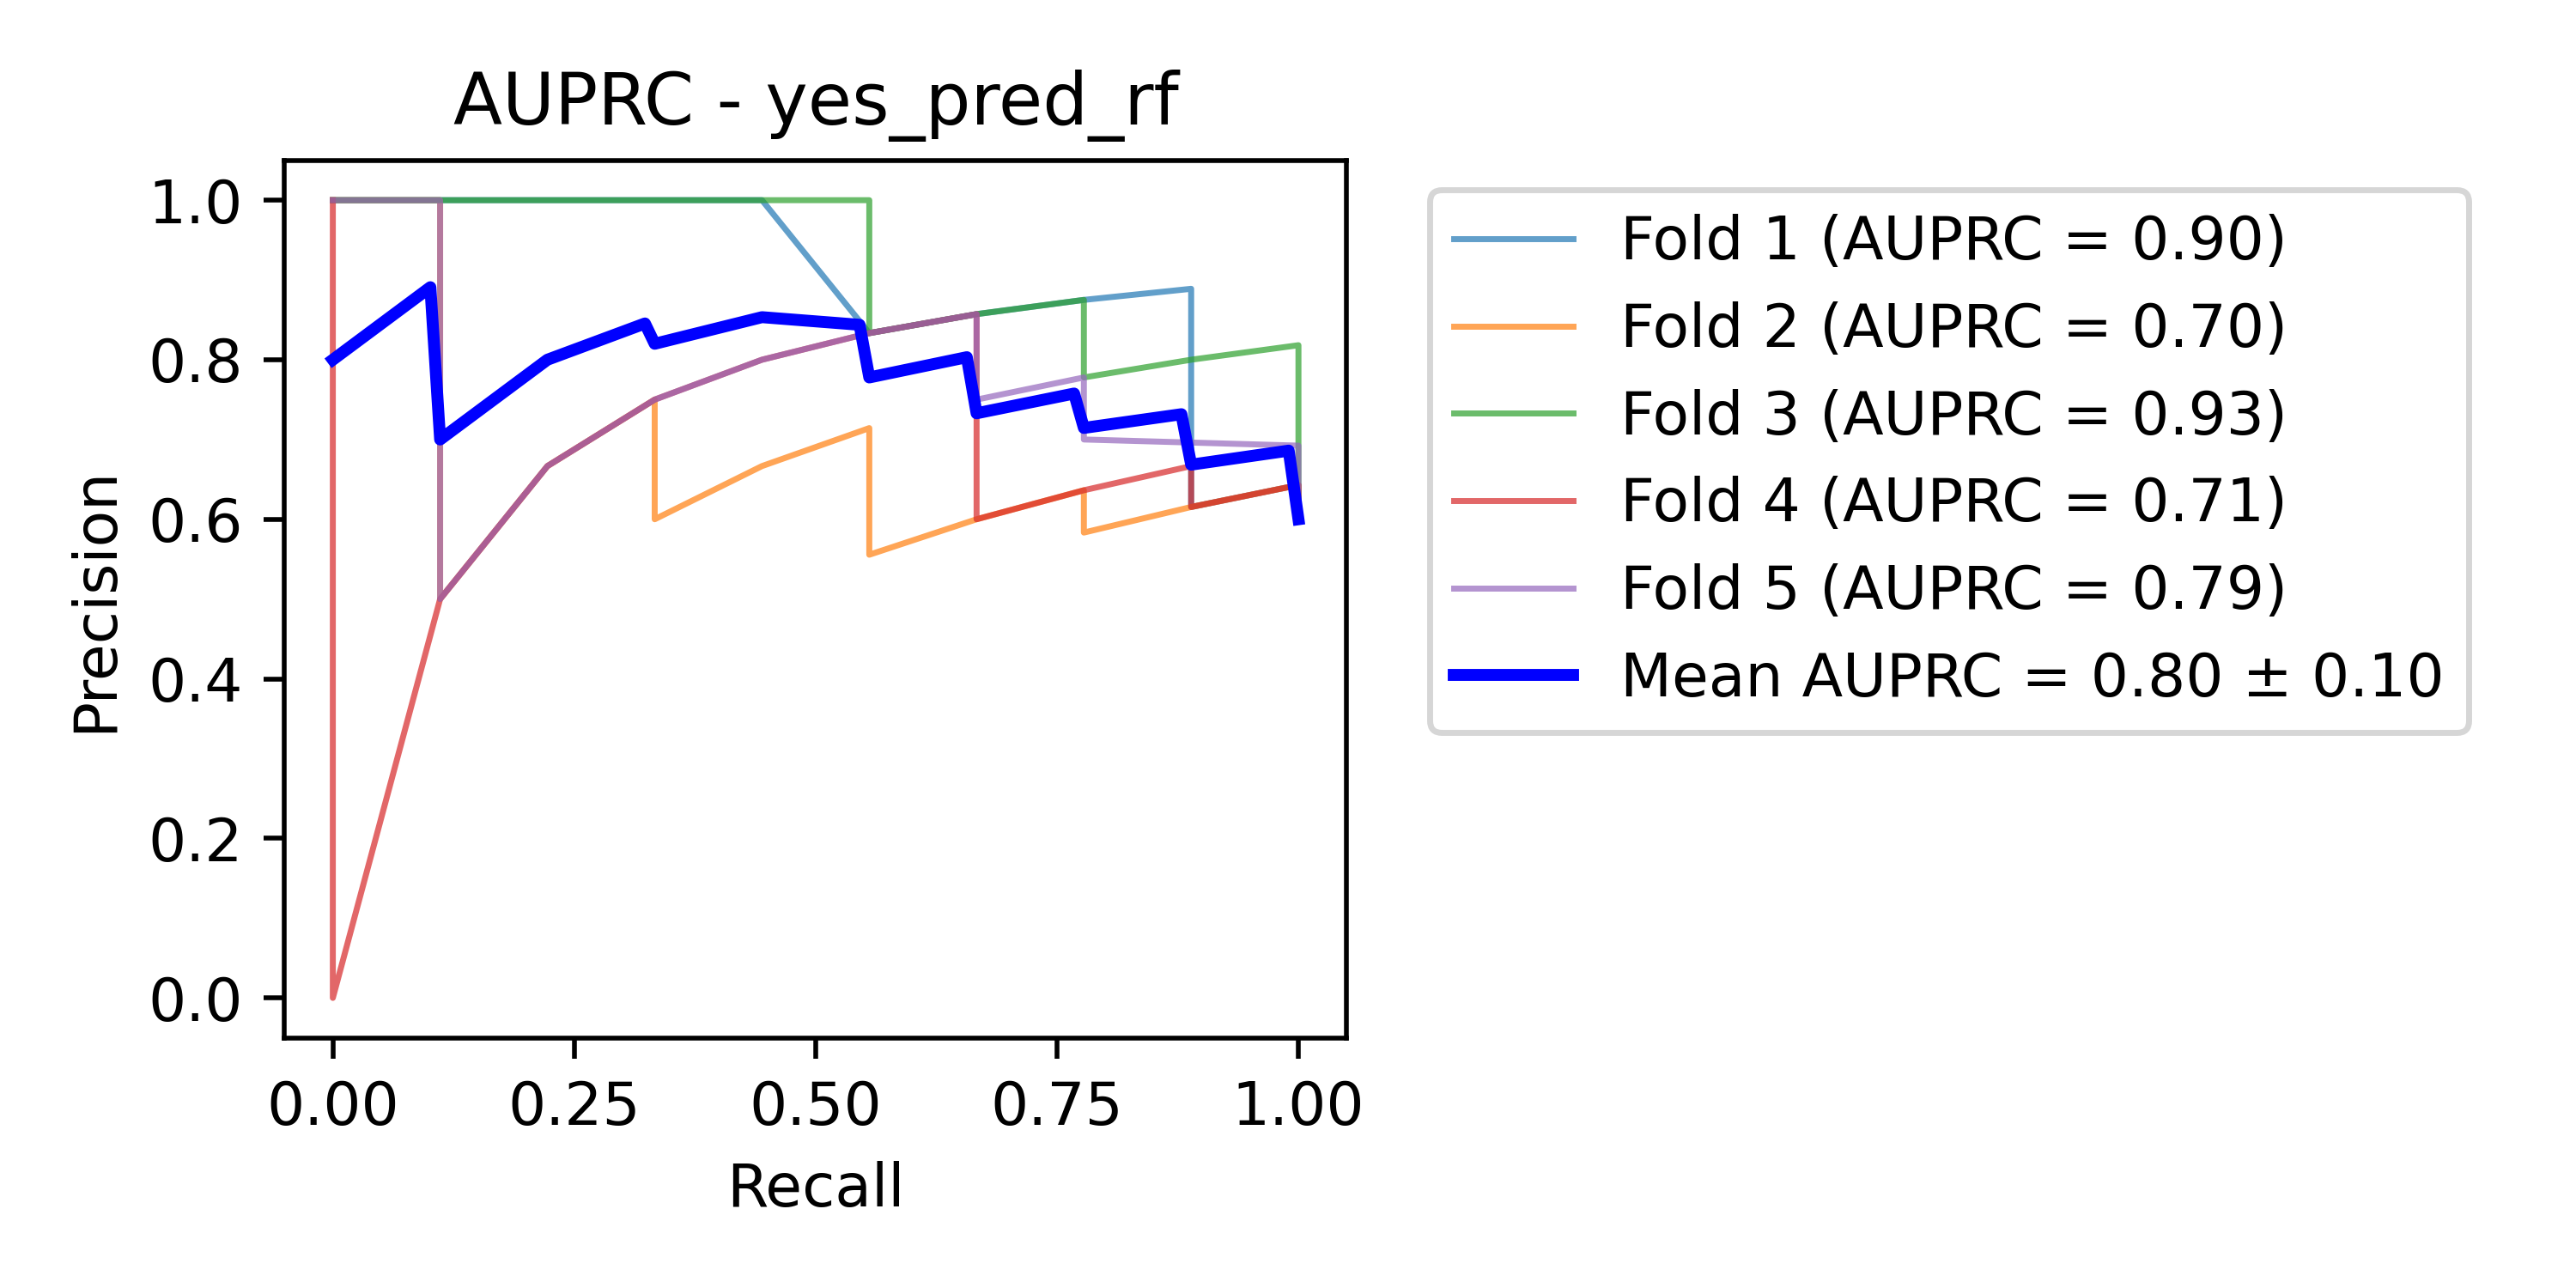 AUPRC - yes_pred_rf
1.0
0.8
0.6
0.4
0.2
0.0
Precision
0.00 0.25 0.50 0.75 1.00
Recall
Fold 1 (AUPRC = 0.90)
Fold 2 (AUPRC = 0.70)
Fold 3 (AUPRC = 0.93)
Fold 4 (AUPRC = 0.71)
Fold 5 (AUPRC = 0.79)
Mean AUPRC = 0.80 ± 0.10